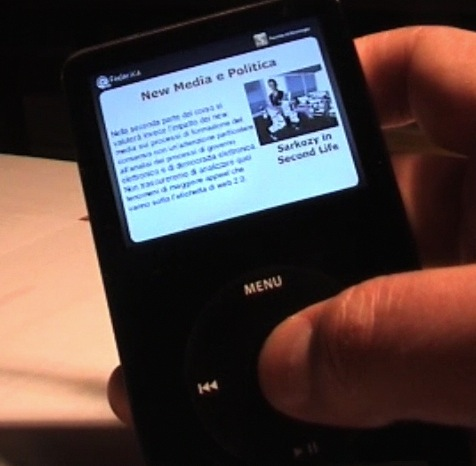 @Federica
New Media e Politica
Nella seconda parte del corso si
valuterà invece l'impatto dei new
media sui processi di formazione del
consenso con un'attenzione particolare
all'analisi dei processi di governo
elettronico e di democrazia elettronica.
Non trascureremo di analizzare quei
fenomeni di maggiore appeal che
vanno sotto l'etichetta di web 2.0.
Sarkozy in
Second Life
MENU